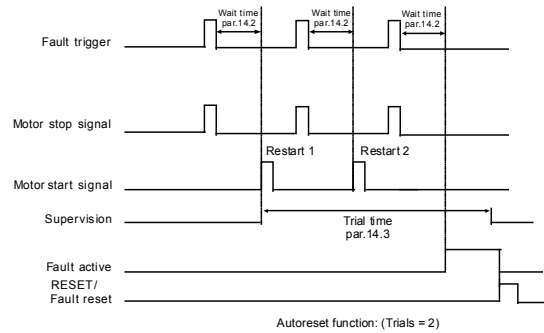 Wait time
par.14.2
Wait time
par.14.2
Wait time
par.14.2
Fault trigger
Motor stop signal
Restart 1
Restart 2
Motor start signal
Supervision
Trial time
par.14.3
Fault active
RESET/
Fault reset
Autoreset function: (Trials = 2)